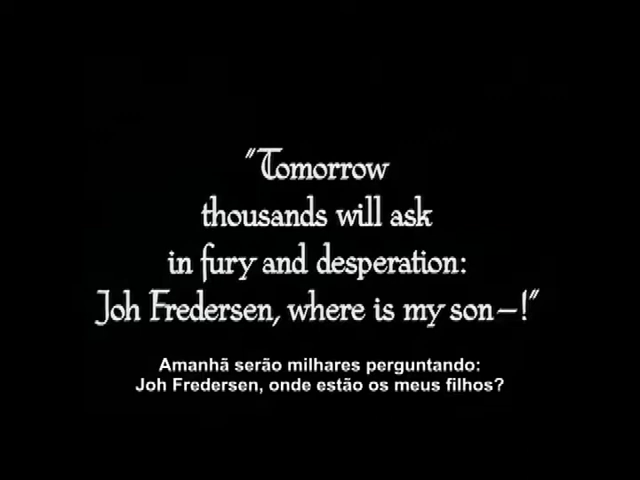 "Tomorrow
thousands will ask
in fury and desperation:
Joh Fredersen, where is my son—!"
Amanhã serão milhares perguntando:
Joh Fredersen, onde estão os meus filhos?